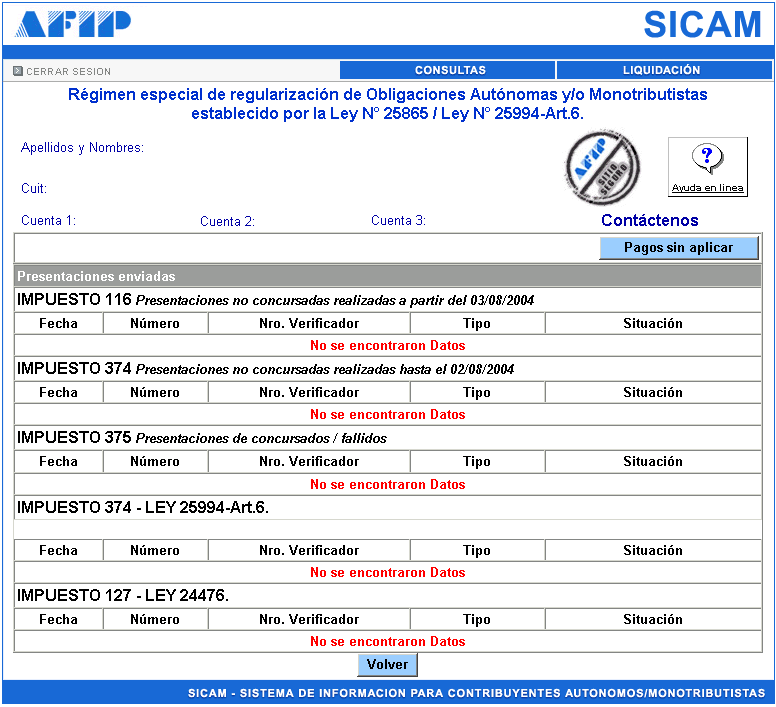 AFIP
SICAM
CERRAR SESION
CONSULTAS
LIQUIDACIÓN
Régimen especial de regularización de Obligaciones Autónomas y/o Monotributistas
establecido por la Ley N° 25865 / Ley N° 25994-Art.6.
Apellidos y Nombres:
AFIP
SITIO
SEGURO
?
Ayuda en linea
Cuit:
Cuenta 1:
Cuenta 2:
Cuenta 3:
Contáctenos
Pagos sin aplicar
Presentaciones enviadas
IMPUESTO 116 Presentaciones no concursadas realizadas a partir del 03/08/2004
Fecha Número Nro. Verificador Tipo Situación
No se encontraron Datos
IMPUESTO 374 Presentaciones no concursadas realizadas hasta el 02/08/2004
Fecha Número Nro. Verificador Tipo Situación
No se encontraron Datos
IMPUESTO 375 Presentaciones de concursados / fallidos
Fecha Número Nro. Verificador Tipo Situación
No se encontraron Datos
IMPUESTO 374 - LEY 25994-Art.6.
Fecha Número Nro. Verificador Tipo Situación
No se encontraron Datos
IMPUESTO 127 - LEY 24476.
Fecha Número Nro. Verificador Tipo Situación
No se encontraron Datos
Volver
SICAM - SISTEMA DE INFORMACION PARA CONTRIBUYENTES AUTONOMOS/MONOTRIBUTISTAS